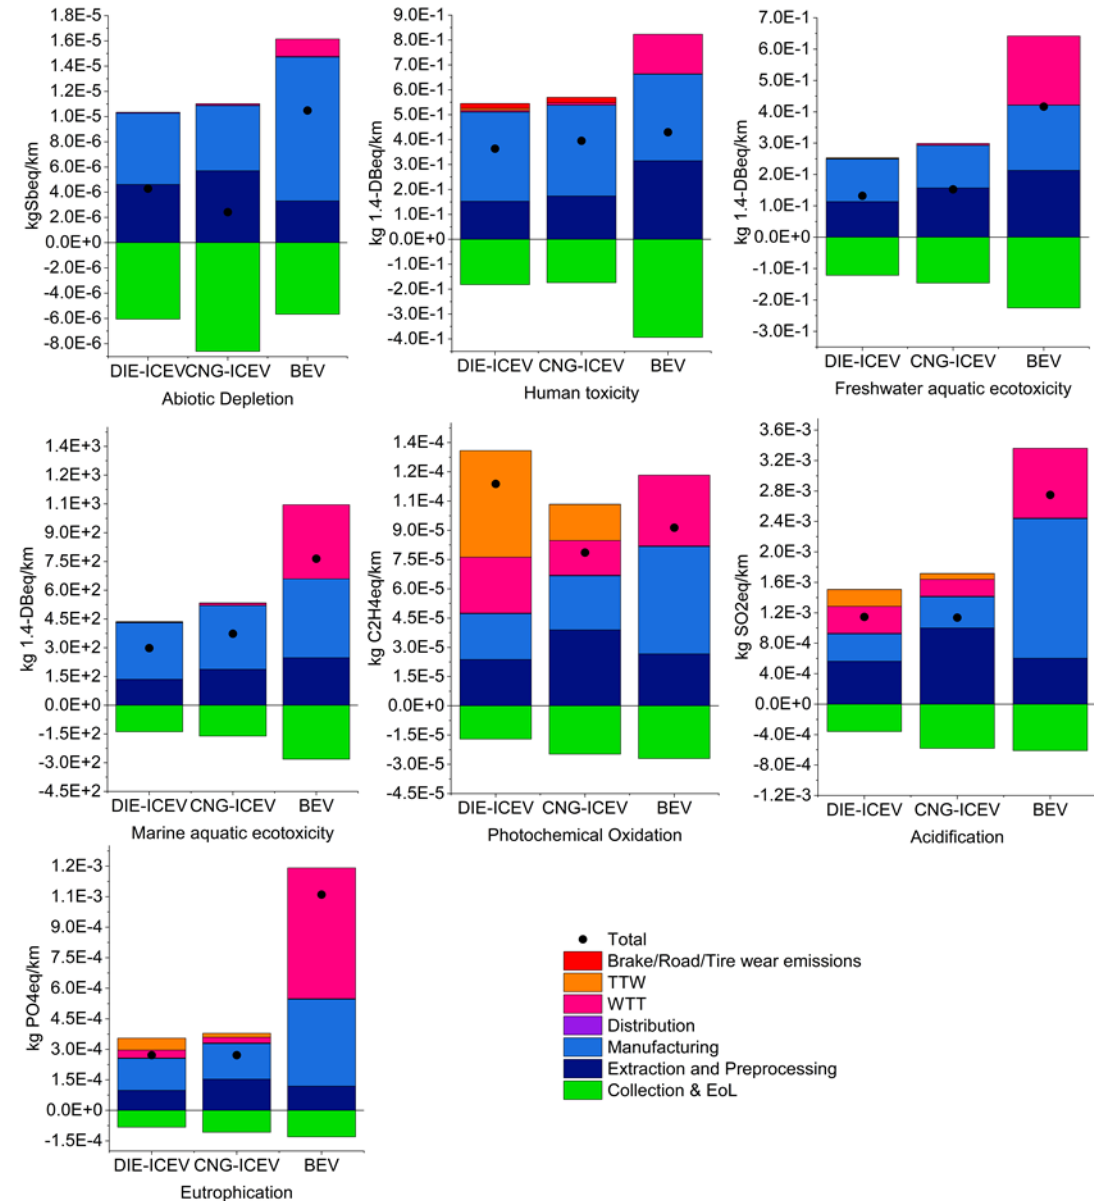 1.8E-5
1.6E-5
1.4E-5
1.2E-5
1.0E-5
8.0E-6
6.0E-6
4.0E-6
2.0E-6
0.0E+0
-2.0E-6
-4.0E-6
-6.0E-6
-8.0E-6
kgSbeq/km
DIE-ICEV CNG-ICEV BEV
Abiotic Depletion
9.0E-1
8.0E-1
7.0E-1
6.0E-1
5.0E-1
4.0E-1
3.0E-1
2.0E-1
1.0E-1
0.0E+0
-1.0E-1
-2.0E-1
-3.0E-1
-4.0E-1
kg 1.4-DBeq/km
DIE-ICEV CNG-ICEV BEV
Human toxicity
7.0E-1
6.0E-1
5.0E-1
4.0E-1
3.0E-1
2.0E-1
1.0E-1
0.0E+0
-1.0E-1
-2.0E-1
-3.0E-1
kg 1.4-DBeq/km
DIE-ICEV CNG-ICEV BEV
Freshwater aquatic ecotoxicity
1.4E+3
1.2E+3
1.1E+3
9.0E+2
7.5E+2
6.0E+2
4.5E+2
3.0E+2
1.5E+2
0.0E+0
-1.5E+2
-3.0E+2
-4.5E+2
kg 1.4-DBeq/km
DIE-ICEV CNG-ICEV BEV
Marine aquatic ecotoxicity
1.4E-4
1.2E-4
1.1E-4
9.0E-5
7.5E-5
6.0E-5
4.5E-5
3.0E-5
1.5E-5
0.0E+0
-1.5E-5
-3.0E-5
-4.5E-5
kg C2H4eq/km
DIE-ICEV CNG-ICEV BEV
Photochemical Oxidation
3.6E-3
3.2E-3
2.8E-3
2.4E-3
2.0E-3
1.6E-3
1.2E-3
8.0E-4
4.0E-4
0.0E+0
-4.0E-4
-8.0E-4
-1.2E-3
kg SO2eq/km
DIE-ICEV CNG-ICEV BEV
Acidification
1.2E-3
1.1E-3
9.0E-4
7.5E-4
6.0E-4
4.5E-4
3.0E-4
1.5E-4
0.0E+0
-1.5E-4
kg PO4eq/km
DIE-ICEV CNG-ICEV BEV
Eutrophication
Total
Brake/Road/Tire wear emissions
TTW
WTT
Distribution
Manufacturing
Extraction and Preprocessing
Collection & EoL